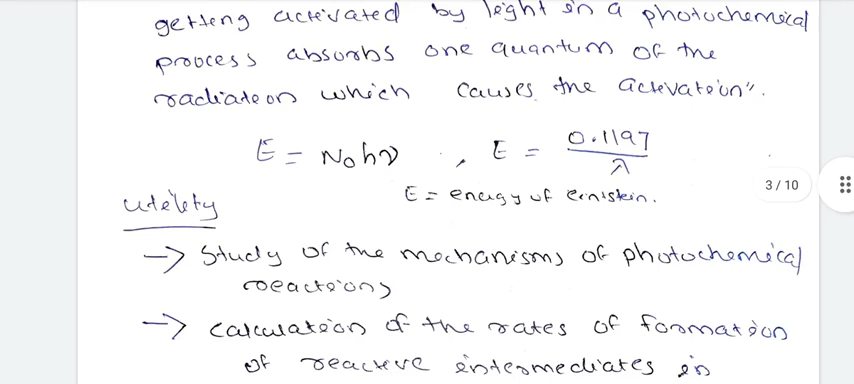 getting activated by light in a photochemical
process absorbs one quantum of the
radiation which causes the activation".
E = N₀hν , E = 0.1197/λ
E = energy of einistein.
3 / 10
Utility
→ Study of the mechanisms of photochemical
reactions
→ calculation of the rates of formation
of reactive intermediates in